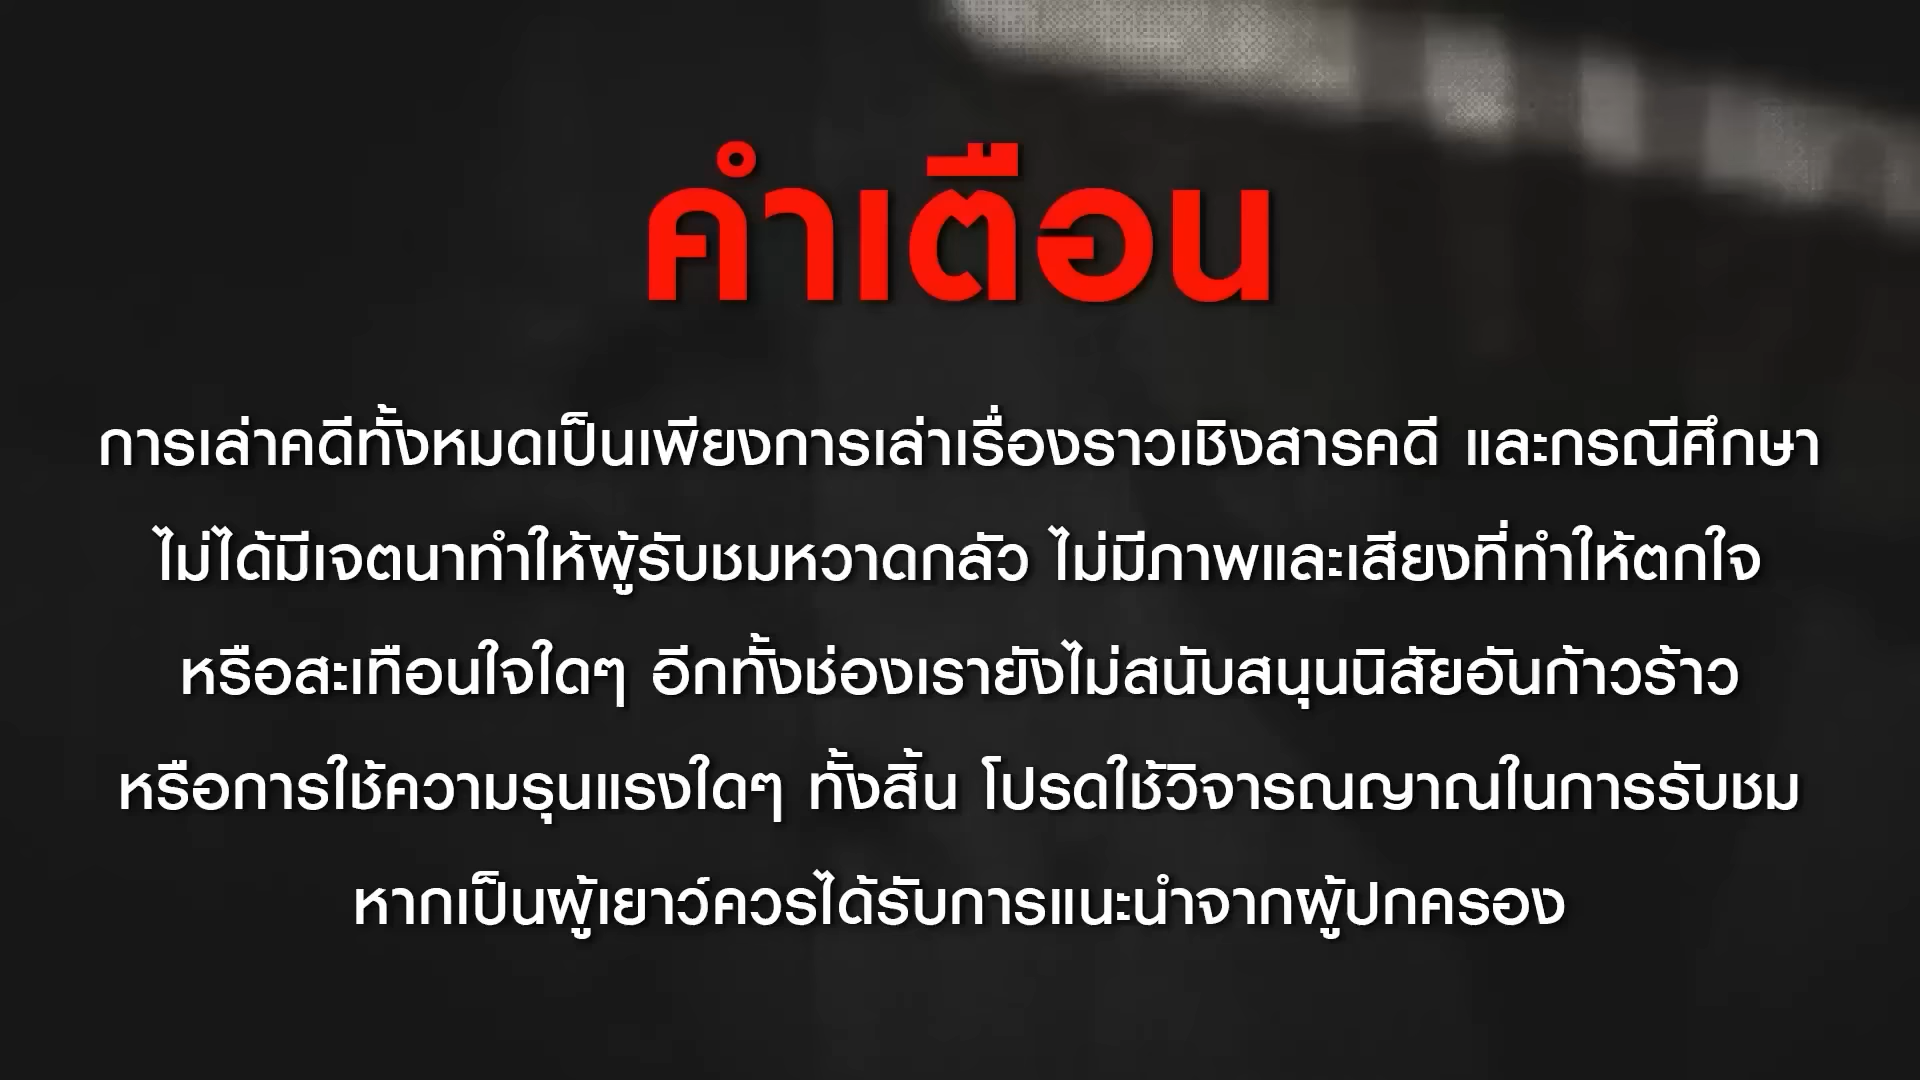 คำเตือน
การเล่าคดีทั้งหมดเป็นเพียงการเล่าเรื่องราวเชิงสารคดี และกรณีศึกษา
ไม่ได้มีเจตนาทำให้ผู้รับชมหวาดกลัว ไม่มีภาพและเสียงที่ทำให้ตกใจ
หรือสะเทือนใจใดๆ อีกทั้งช่องเรายังไม่สนับสนุนนิสัยอันก้าวร้าว
หรือการใช้ความรุนแรงใดๆ ทั้งสิ้น โปรดใช้วิจารณญาณในการรับชม
หากเป็นผู้เยาว์ควรได้รับการแนะนำจากผู้ปกครอง